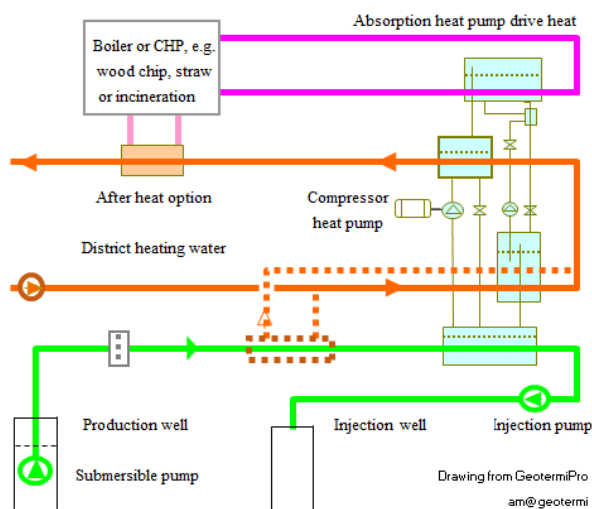 Absorption heat pump drive heat
Boiler or CHP, e.g.
wood chip, straw
or incineration
After heat option
Compressor
heat pump
District heating water
Production well
Injection well
Injection pump
Submersible pump
Drawing from GeotermiPro
am@geotermi